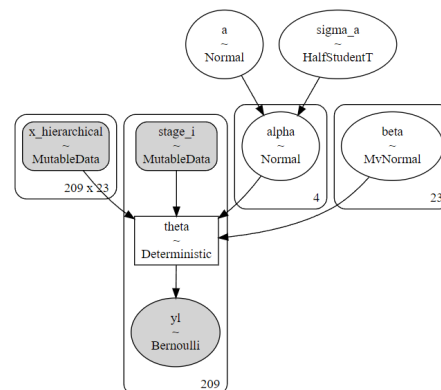 a
~
Normal
sigma_a
~
HalfStudentT
x_hierarchical
~
MutableData
209 x 23
stage_i
~
MutableData
alpha
~
Normal
4
beta
~
MvNormal
23
theta
~
Deterministic
yl
~
Bernoulli
209